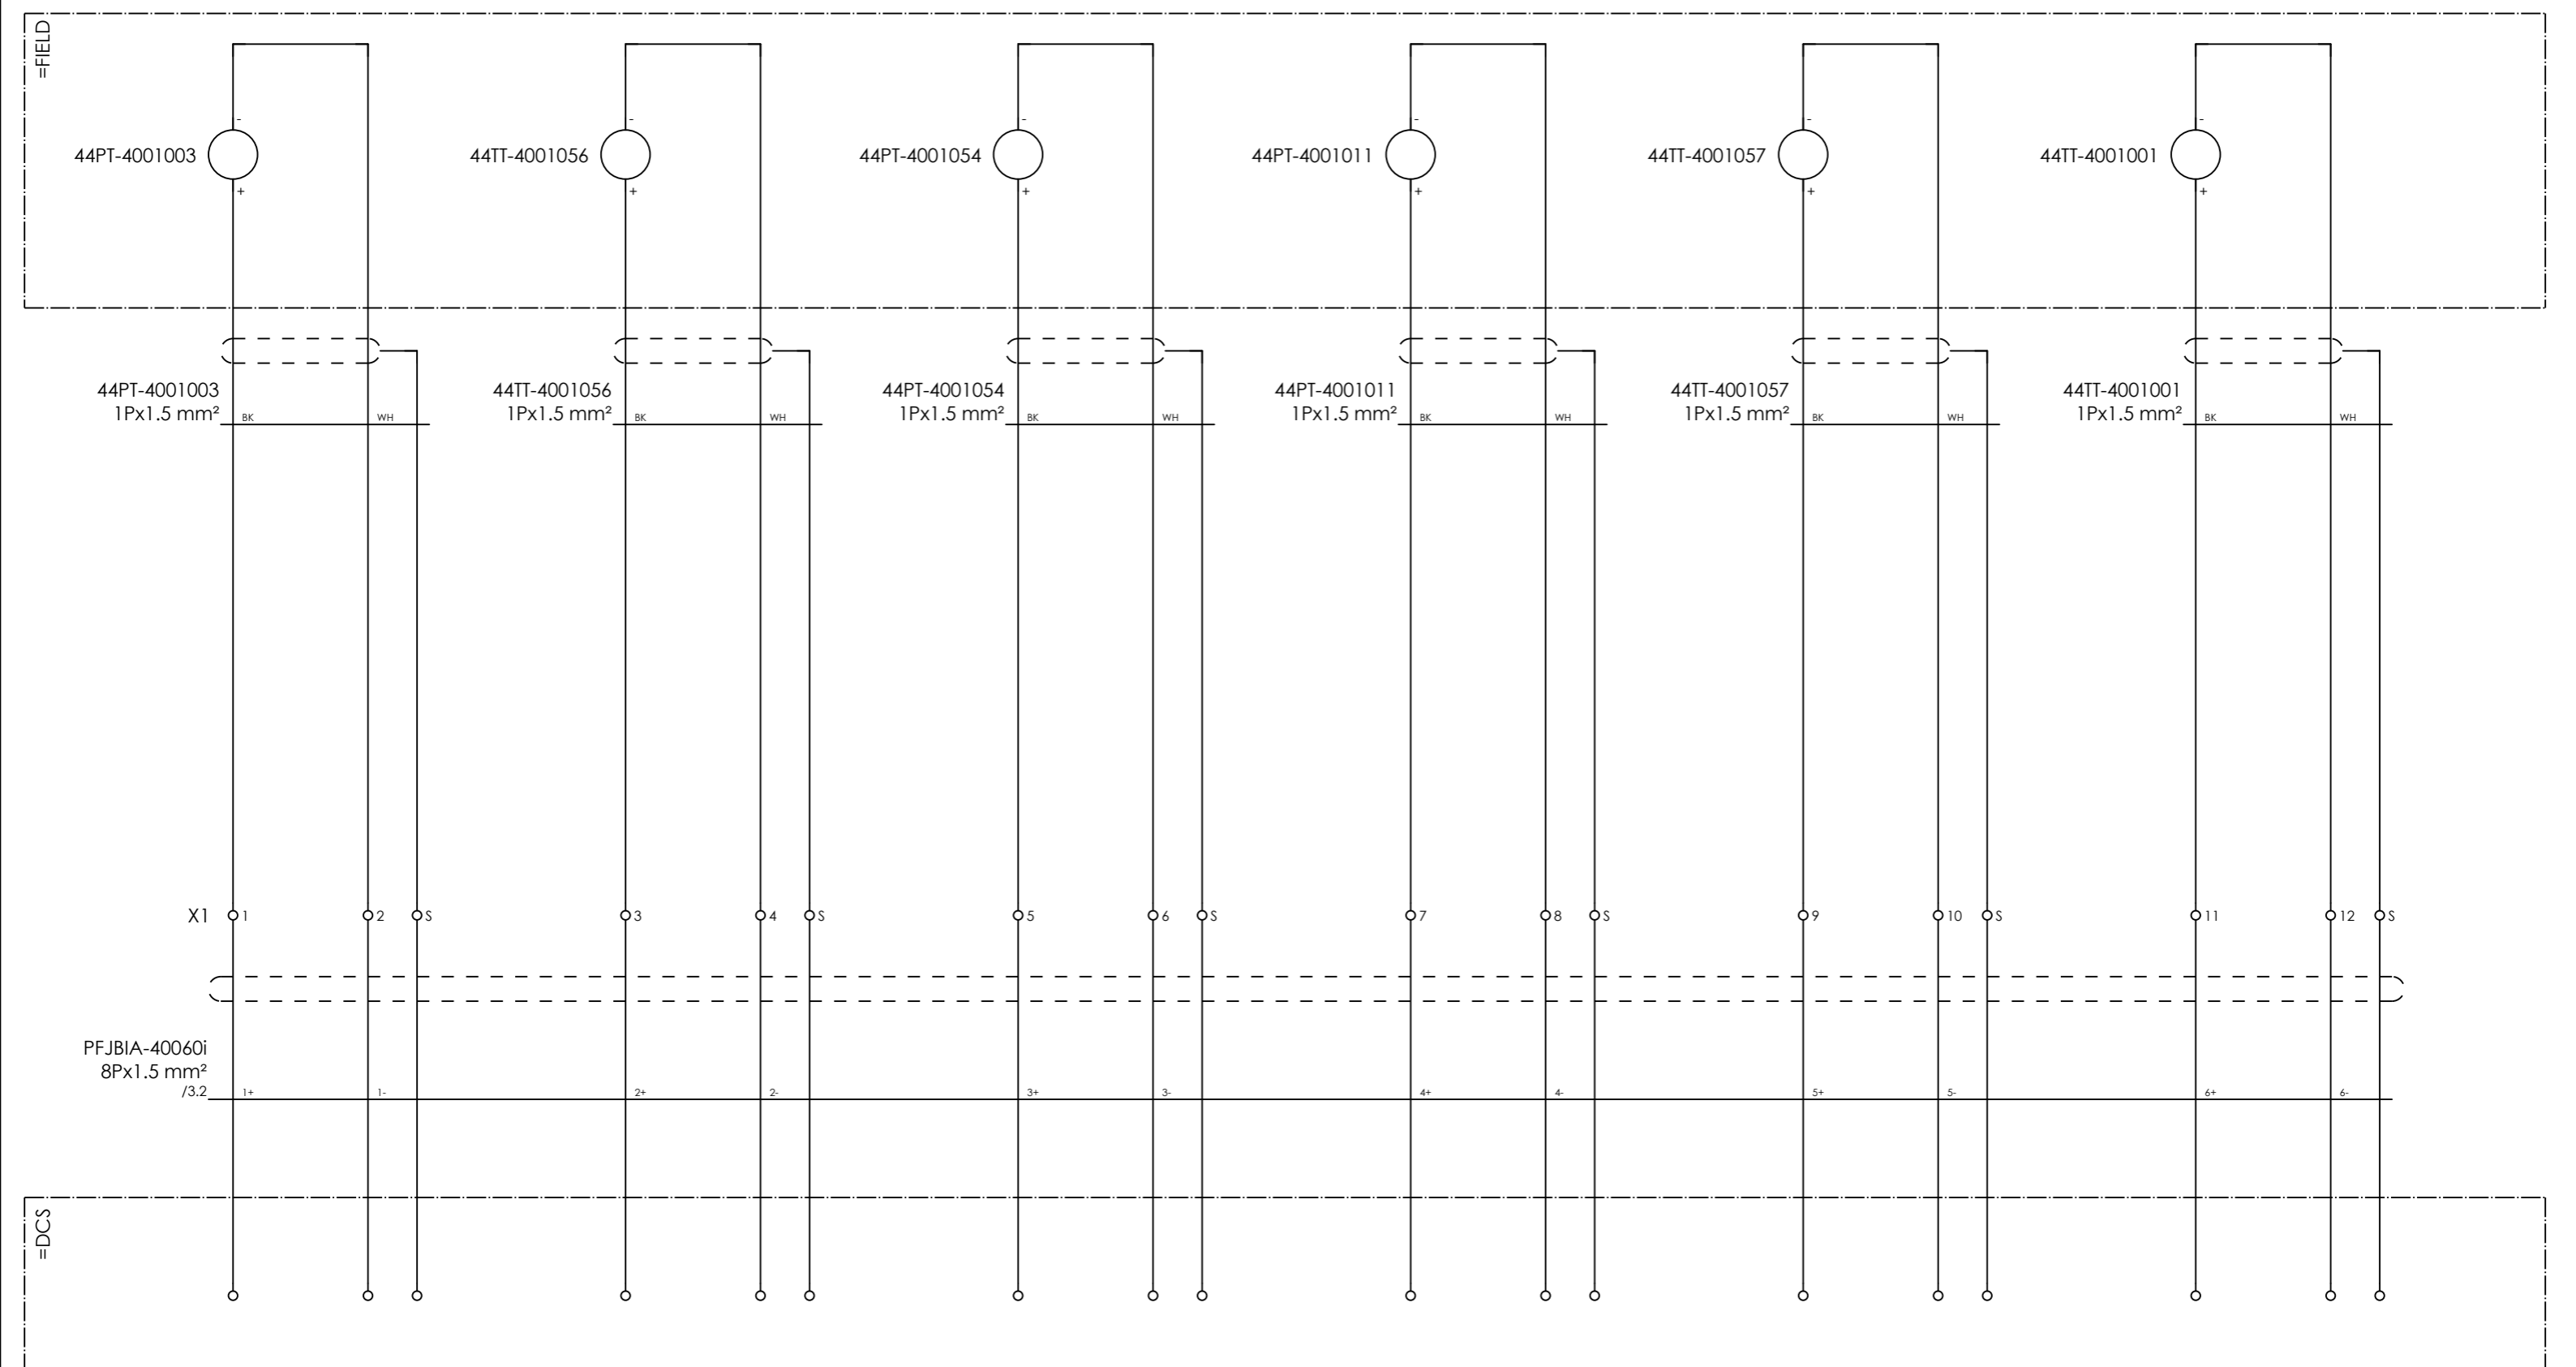 =FIELD
- - - - - -
44PT-4001003 44TT-4001056 44PT-4001054 44PT-4001011 44TT-4001057 44TT-4001001
+ + + + + +
44PT-4001003 44TT-4001056 44PT-4001054 44PT-4001011 44TT-4001057 44TT-4001001
1Px1.5 mm² BK WH 1Px1.5 mm² BK WH 1Px1.5 mm² BK WH 1Px1.5 mm² BK WH 1Px1.5 mm² BK WH 1Px1.5 mm² BK WH
X1 1 2 S 3 4 S 5 6 S 7 8 S 9 10 S 11 12 S
PFJBIA-40060i
8Px1.5 mm²
/3.2 1+ 1- 2+ 2- 3+ 3- 4+ 4- 5+ 5- 6+ 6-
=DCS